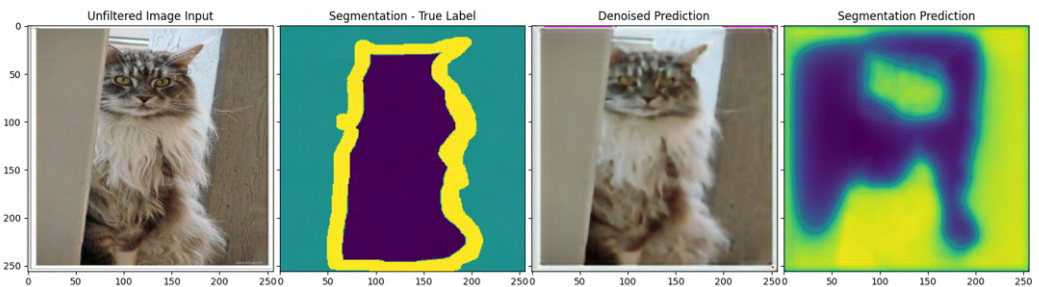 Unfiltered Image Input
Segmentation - True Label
Denoised Prediction
Segmentation Prediction
0
50
100
150
200
250
0 50 100 150 200 250
0 50 100 150 200 250
0 50 100 150 200 250
0 50 100 150 200 250